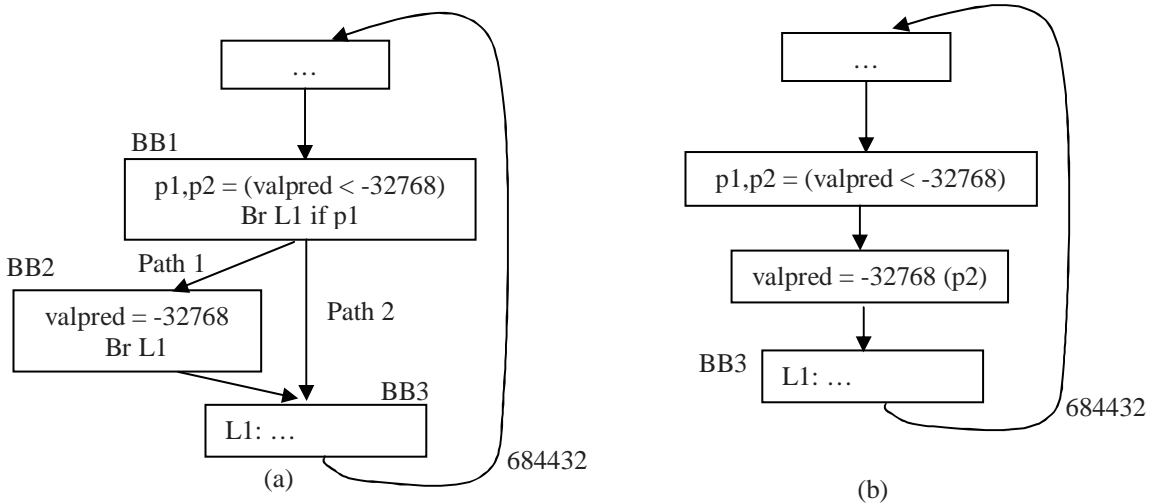 …
BB1
p1,p2 = (valpred < -32768)
Br L1 if p1
Path 1
BB2
valpred = -32768
Br L1
Path 2
BB3
L1: …
684432
(a)
…
p1,p2 = (valpred < -32768)
valpred = -32768 (p2)
BB3
L1: …
684432
(b)